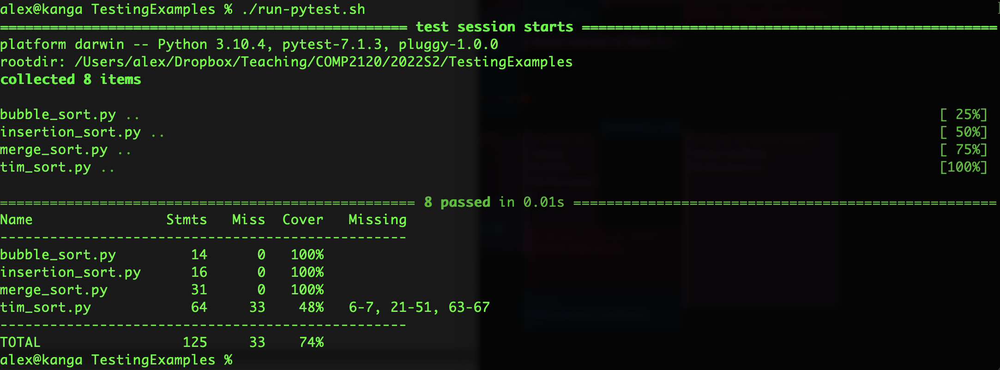 alex@kanga TestingExamples % ./run-pytest.sh
================================================= test session starts ==================================================
platform darwin -- Python 3.10.4, pytest-7.1.3, pluggy-1.0.0
rootdir: /Users/alex/Dropbox/Teaching/COMP2120/2022S2/TestingExamples
collected 8 items
bubble_sort.py .. [ 25%]
insertion_sort.py .. [ 50%]
merge_sort.py .. [ 75%]
tim_sort.py .. [100%]
================================================== 8 passed in 0.01s ===================================================
Name Stmts Miss Cover Missing
-------------------------------------------------
bubble_sort.py 14 0 100%
insertion_sort.py 16 0 100%
merge_sort.py 31 0 100%
tim_sort.py 64 33 48% 6-7, 21-51, 63-67
-------------------------------------------------
TOTAL 125 33 74%
alex@kanga TestingExamples %